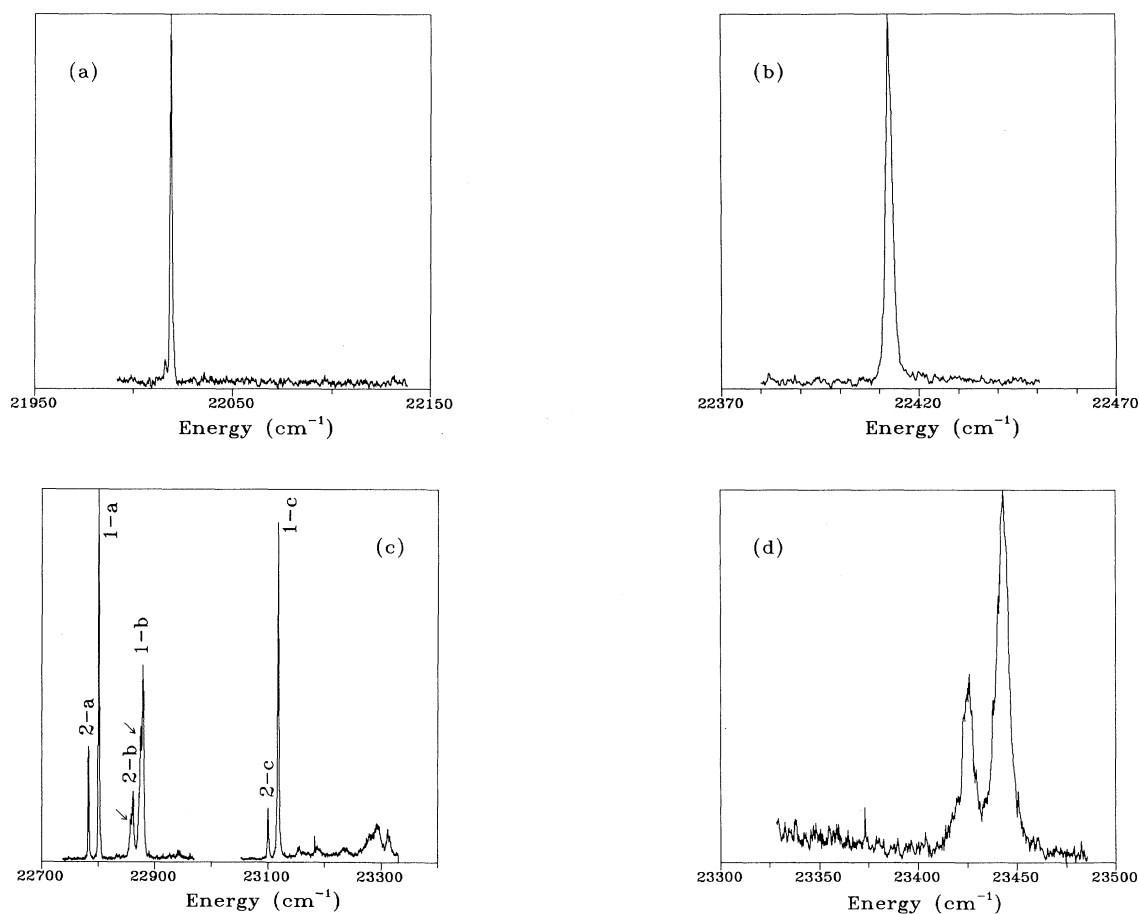 (a)
21950 22050 22150
Energy (cm⁻¹)
(b)
22370 22420 22470
Energy (cm⁻¹)
(c)
2-a
1-a
2-b
1-b
2-c
1-c
22700 22900 23100 23300
Energy (cm⁻¹)
(d)
23300 23350 23400 23450 23500
Energy (cm⁻¹)